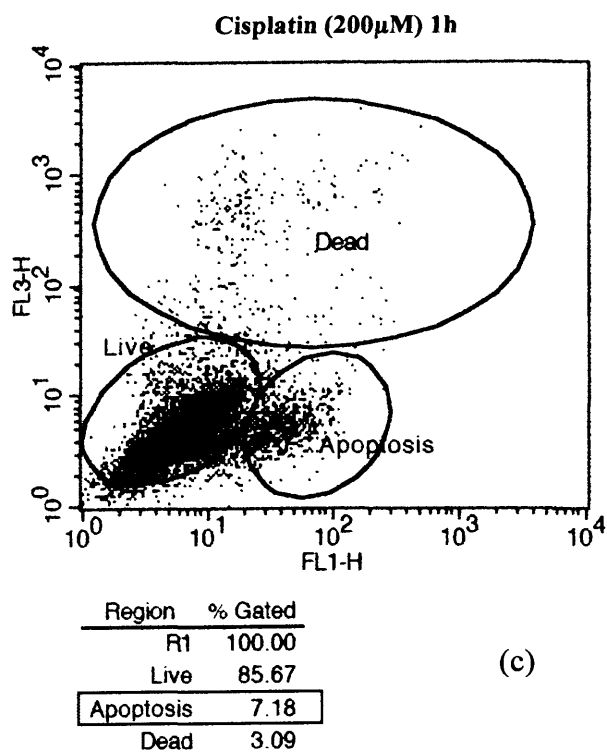 Cisplatin (200µM) 1h
10^4
10^3
10^2
10^1
10^0
FL3-H
Dead
Live
Apoptosis
10^0 10^1 10^2 10^3 10^4
FL1-H
Region % Gated
R1 100.00
Live 85.67
Apoptosis 7.18
Dead 3.09
(c)